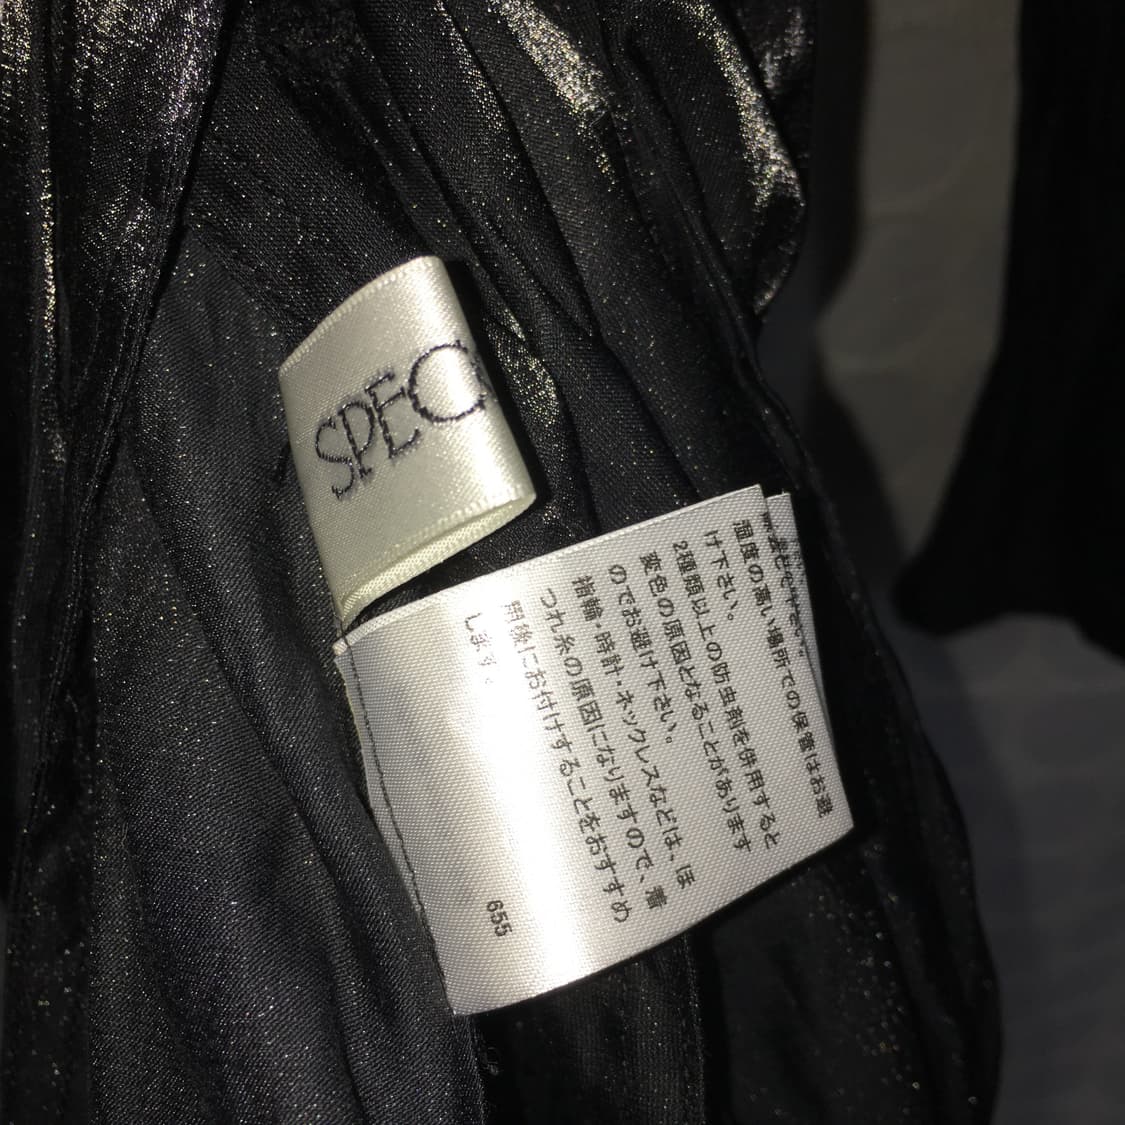 SPEC
湿度の高い場所での保管はお避
け下さい。
2種類以上の防虫剤を併用すると
変色の原因となることがあります
のでお避け下さい。
指輪・時計・ネックレスなどは、ほ
つれ糸の原因になりますので、着
用後にお付けすることをおすすめ
します。
655